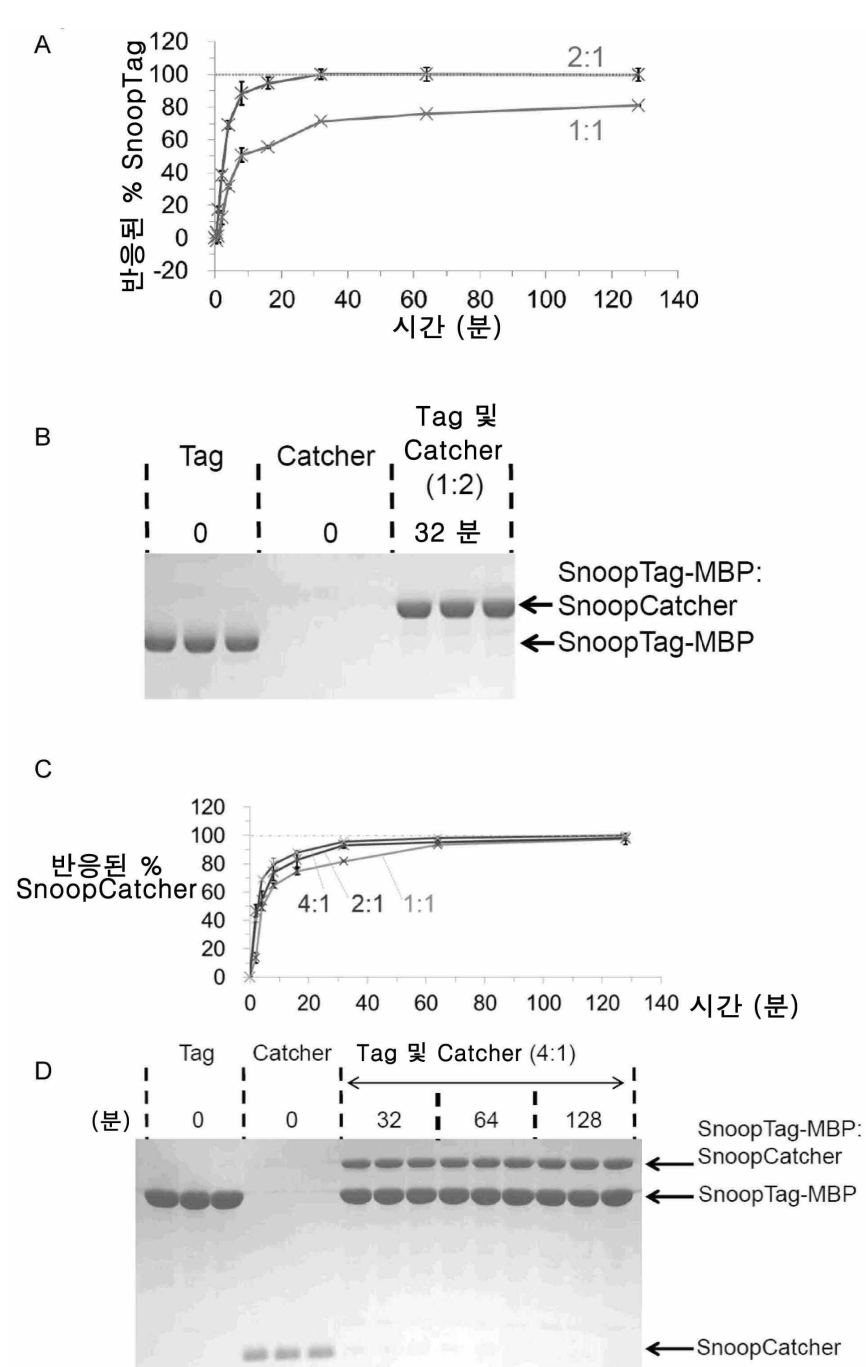 A
반응된 % SnoopTag
120
100
80
60
40
20
0
-20
2:1
1:1
0 20 40 60 80 100 120 140
시간 (분)
B
Tag
Catcher
Tag 및
Catcher
(1:2)
0
0
32 분
SnoopTag-MBP:
SnoopCatcher
SnoopTag-MBP
C
반응된 %
SnoopCatcher
120
100
80
60
40
20
0
4:1 2:1 1:1
0 20 40 60 80 100 120 140
시간 (분)
D
Tag Catcher Tag 및 Catcher (4:1)
(분) 0 0 32 64 128
SnoopTag-MBP:
SnoopCatcher
SnoopTag-MBP
SnoopCatcher